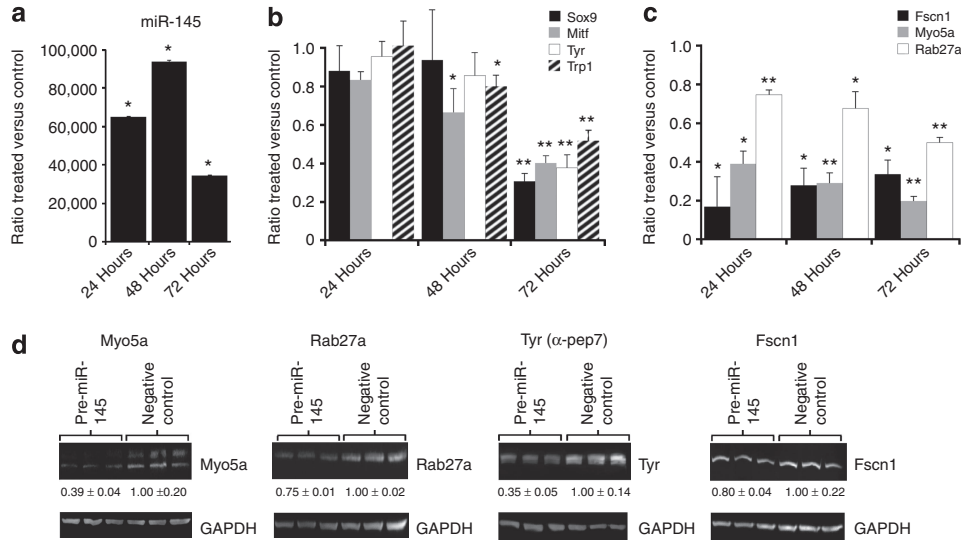 a
miR-145
Ratio treated versus control
100,000
80,000
60,000
40,000
20,000
0
*
*
*
24 Hours
48 Hours
72 Hours
b
Sox9
Mitf
Tyr
Trp1
Ratio treated versus control
1.0
0.8
0.6
0.4
0.2
0
*
*
**
**
**
**
24 Hours
48 Hours
72 Hours
c
Fscn1
Myo5a
Rab27a
Ratio treated versus control
1.0
0.8
0.6
0.4
0.2
0
*
*
**
*
**
*
*
**
**
24 Hours
48 Hours
72 Hours
d
Myo5a
Pre-miR-
145
Negative
control
Myo5a
0.39 ± 0.04 1.00 ±0.20
GAPDH
Rab27a
Pre-miR-
145
Negative
control
Rab27a
0.75 ± 0.01 1.00 ± 0.02
GAPDH
Tyr (α-pep7)
Pre-miR-
145
Negative
control
Tyr
0.35 ± 0.05 1.00 ± 0.14
GAPDH
Fscn1
Pre-miR-
145
Negative
control
Fscn1
0.80 ± 0.04 1.00 ± 0.22
GAPDH